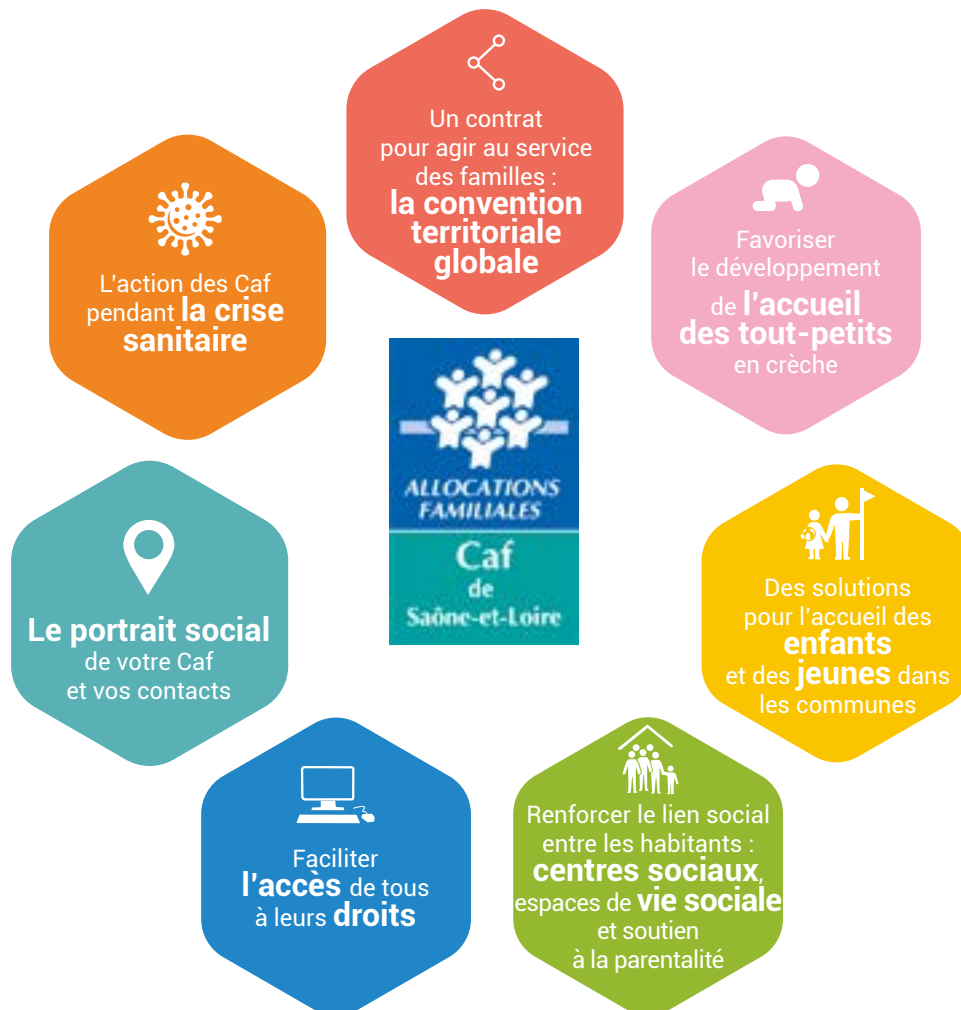 Un contrat
pour agir au service
des familles :
la convention
territoriale
globale
L'action des Caf
pendant la crise
sanitaire
Favoriser
le développement
de l'accueil
des tout-petits
en crèche
ALLOCATIONS
FAMILIALES
Caf
de
Saône-et-Loire
Le portrait social
de votre Caf
et vos contacts
Des solutions
pour l'accueil des
enfants
et des jeunes dans
les communes
Faciliter
l'accès de tous
à leurs droits
Renforcer le lien social
entre les habitants :
centres sociaux,
espaces de vie sociale
et soutien
à la parentalité